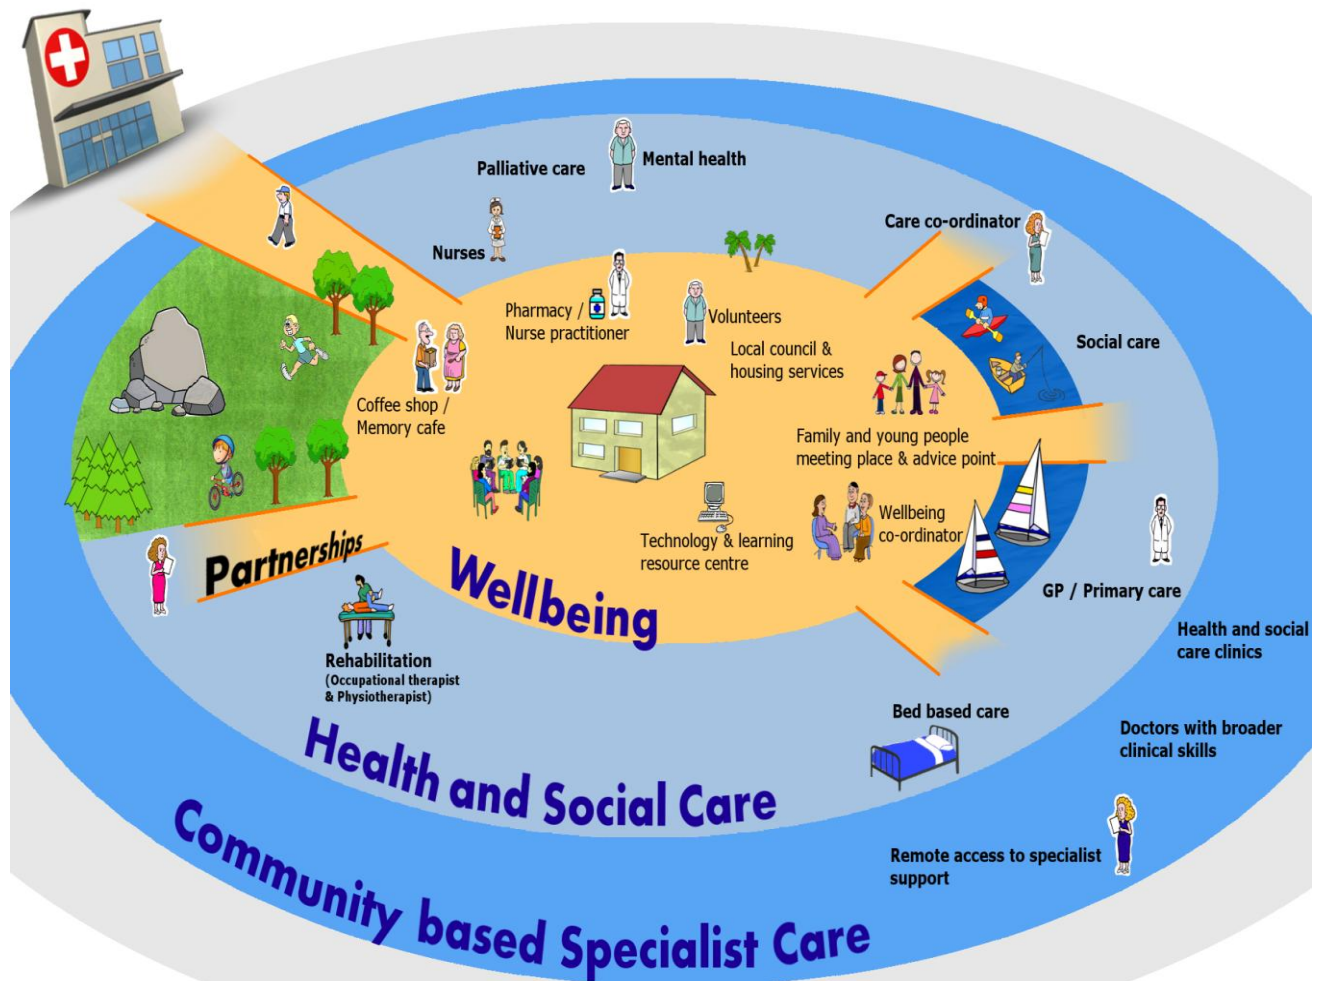 Palliative care
Mental health
Nurses
Care co-ordinator
Pharmacy /
Nurse practitioner
Volunteers
Local council &
housing services
Social care
Coffee shop /
Memory cafe
Family and young people
meeting place & advice point
Wellbeing
co-ordinator
Technology & learning
resource centre
Partnerships
Wellbeing
GP / Primary care
Rehabilitation
(Occupational therapist
& Physiotherapist)
Health and social
care clinics
Bed based care
Doctors with broader
clinical skills
Health and Social Care
Remote access to specialist
support
Community based Specialist Care